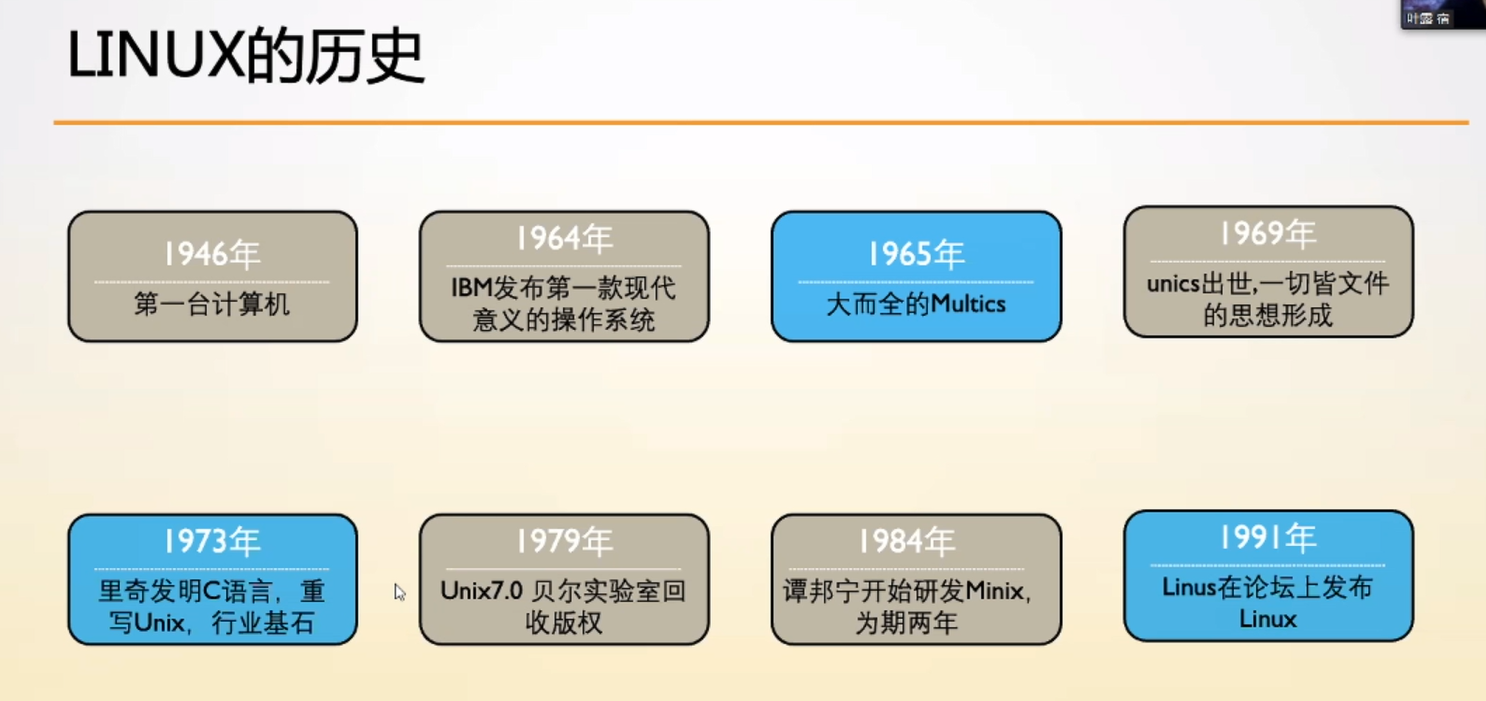 LINUX的历史
叶露 宿
1946年
第一台计算机
1964年
IBM发布第一款现代
意义的操作系统
1965年
大而全的Multics
1969年
unics出世,一切皆文件
的思想形成
1973年
里奇发明C语言，重
写Unix，行业基石
1979年
Unix7.0 贝尔实验室回
收版权
1984年
谭邦宁开始研发Minix，
为期两年
1991年
Linus在论坛上发布
Linux